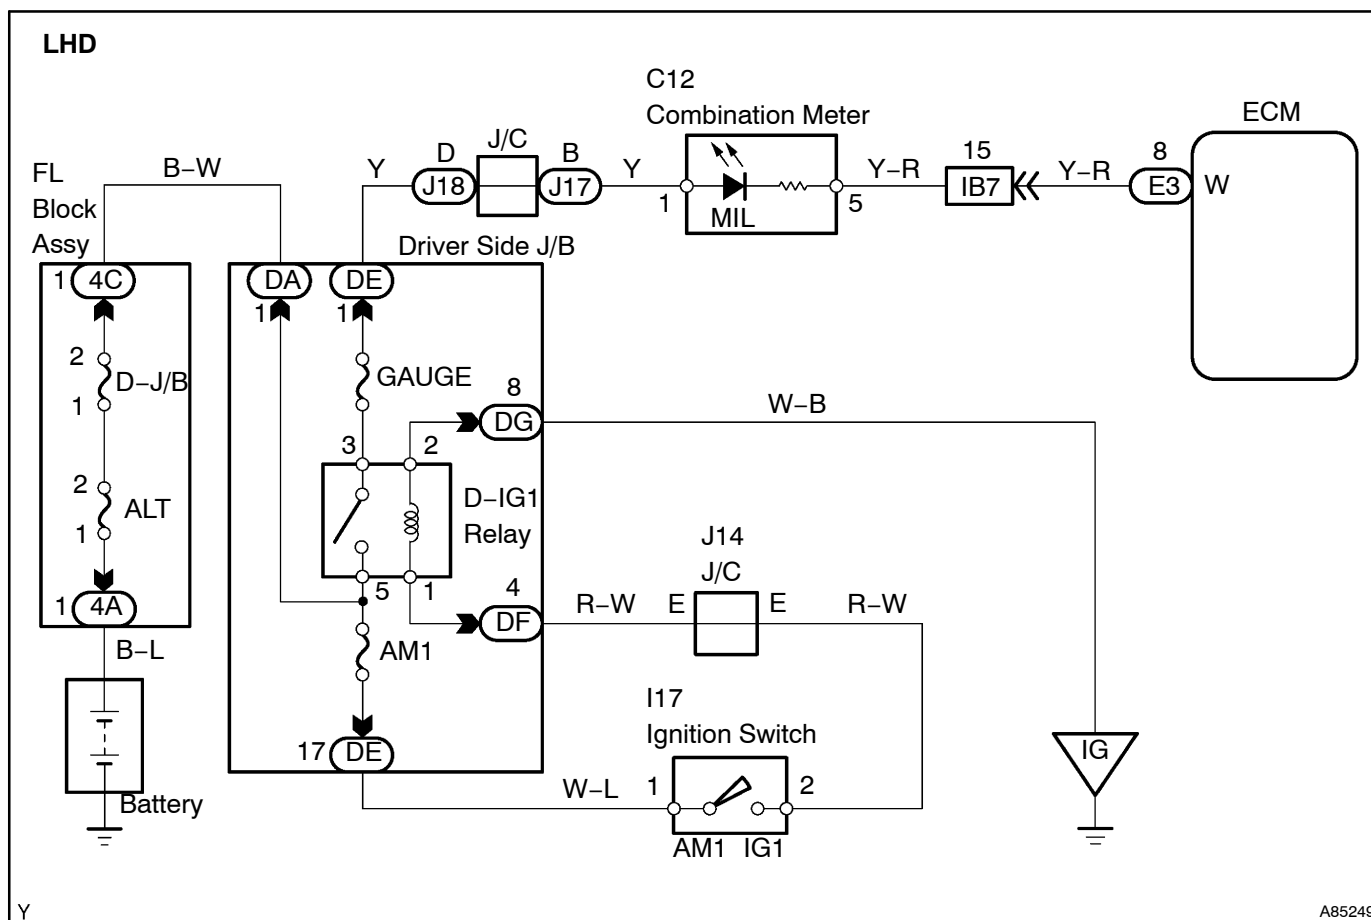 LHD
C12
Combination Meter
ECM
FL
Block
Assy
B−W
Y
D
J18
J/C
B
J17
Y
1
MIL
5
Y−R
15
IB7
Y−R
8
E3
W
Driver Side J/B
1
4C
DA
1
DE
1
2
D−J/B
1
GAUGE
8
DG
W−B
3
2
2
ALT
1
D−IG1
Relay
J14
J/C
5
1
4
DF
R−W
E
E
R−W
1
4A
B−L
AM1
I17
Ignition Switch
17
DE
W−L
1
2
AM1
IG1
IG
Battery
Y
A85249